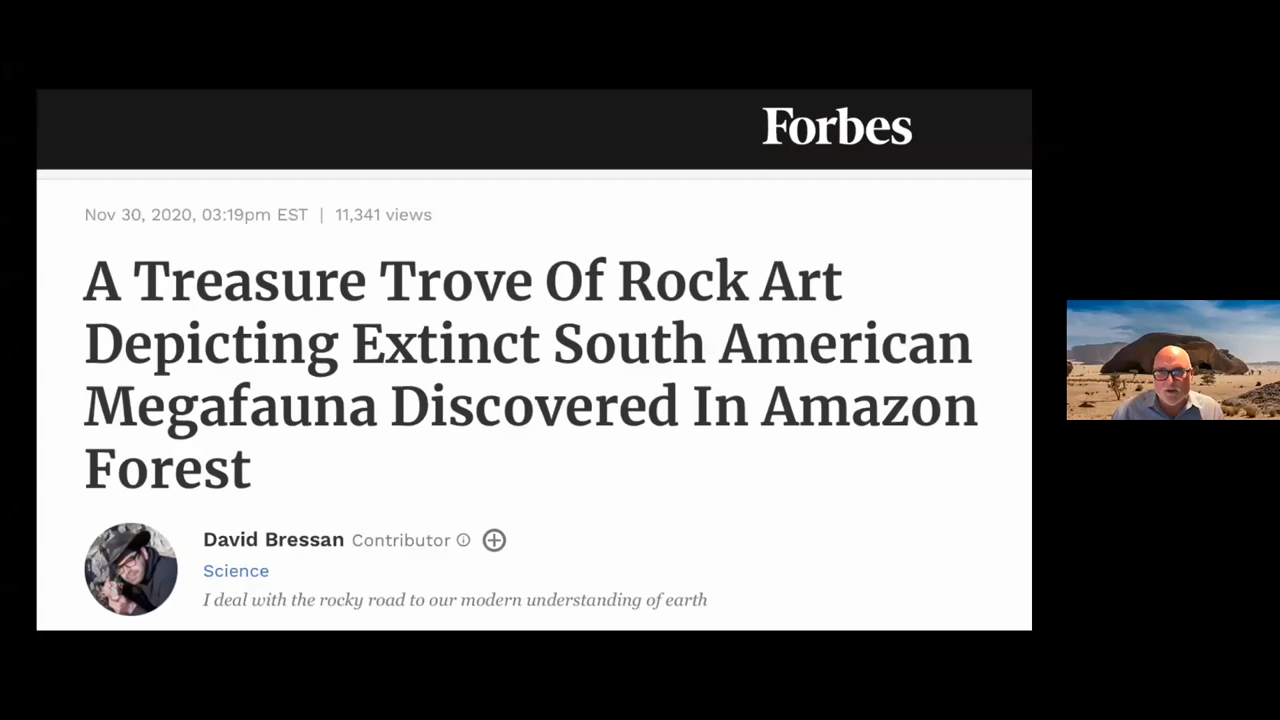 Forbes
Nov 30, 2020, 03:19pm EST | 11,341 views
A Treasure Trove Of Rock Art
Depicting Extinct South American
Megafauna Discovered In Amazon
Forest
David Bressan Contributor
Science
I deal with the rocky road to our modern understanding of earth